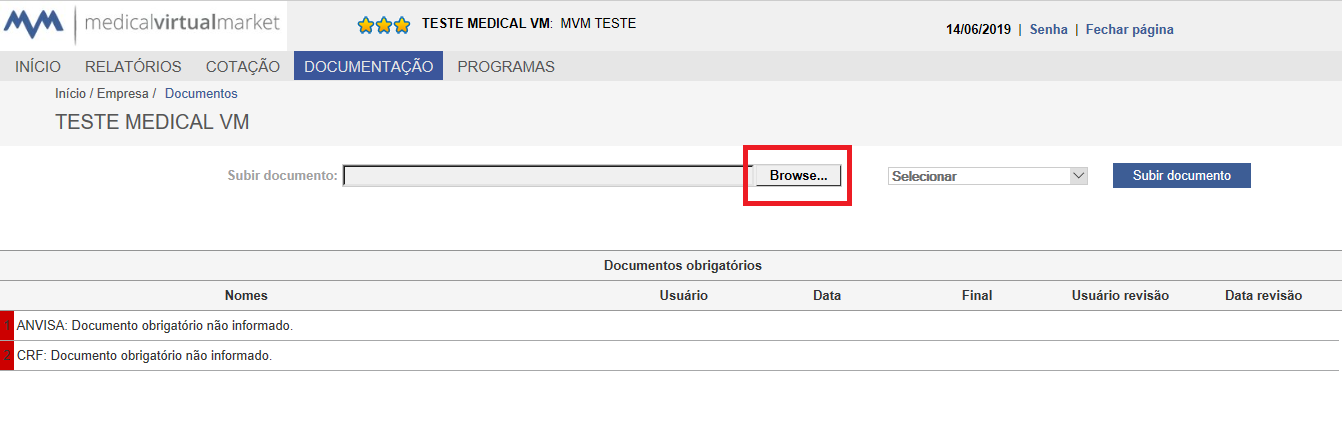 MVM medicalvirtualmarket TESTE MEDICAL VM: MVM TESTE 14/06/2019 | Senha | Fechar página
INÍCIO RELATÓRIOS COTAÇÃO DOCUMENTAÇÃO PROGRAMAS
Início / Empresa / Documentos
TESTE MEDICAL VM
Subir documento: Browse... Selecionar Subir documento
Documentos obrigatórios
Nomes Usuário Data Final Usuário revisão Data revisão
1 ANVISA: Documento obrigatório não informado.
2 CRF: Documento obrigatório não informado.